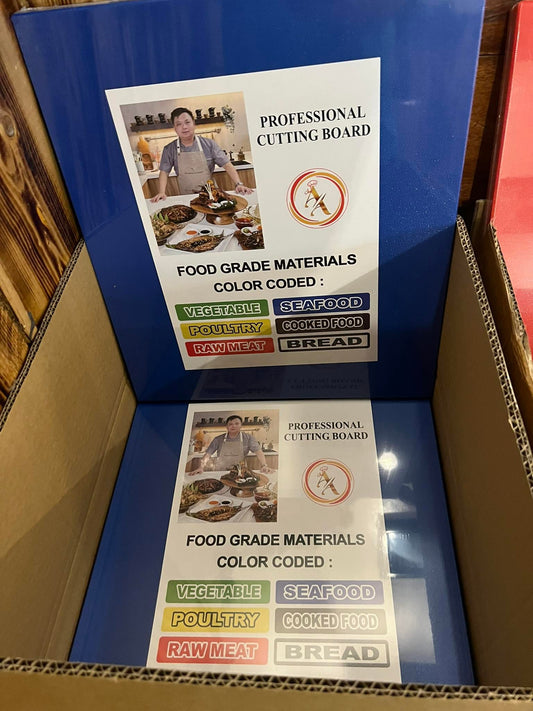 PROFESSIONAL
CUTTING BOARD
FOOD GRADE MATERIALS
COLOR CODED :
VEGETABLE SEAFOOD
POULTRY COOKED FOOD
RAW MEAT BREAD
PROFESSIONAL
CUTTING BOARD
FOOD GRADE MATERIALS
COLOR CODED :
VEGETABLE SEAFOOD
POULTRY COOKED FOOD
RAW MEAT BREAD